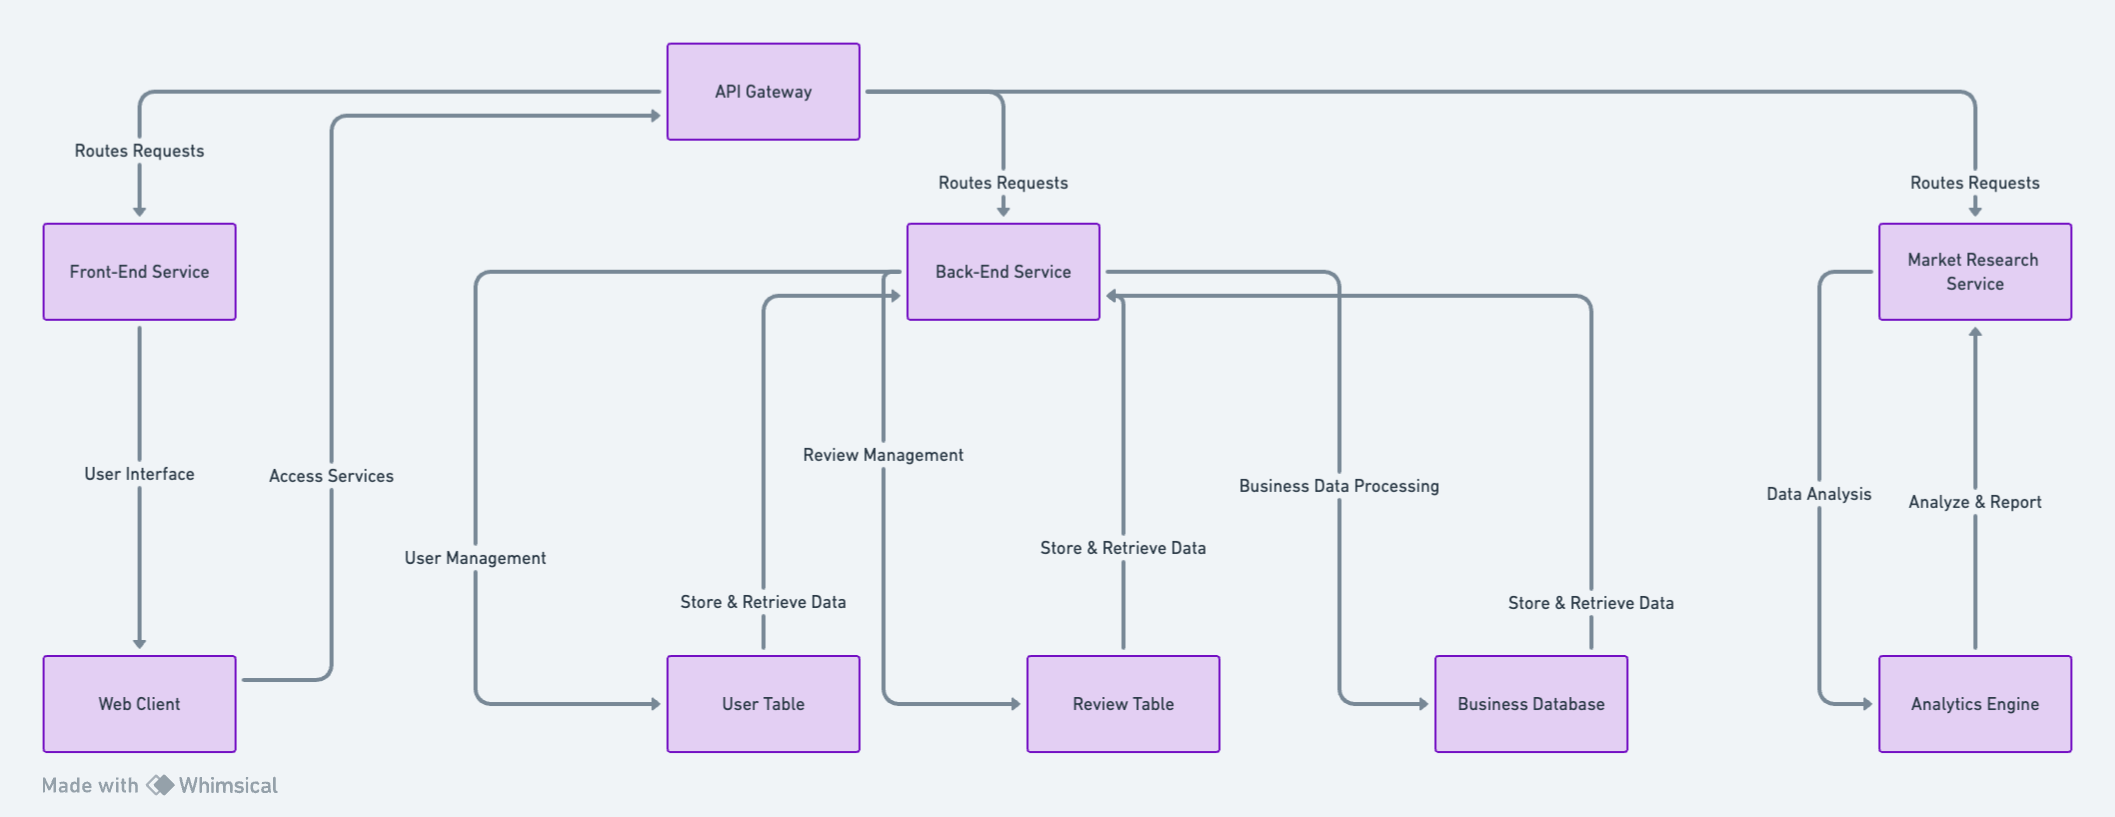 API Gateway
Routes Requests
Routes Requests
Routes Requests
Front-End Service
Back-End Service
Market Research
Service
User Interface
Access Services
Review Management
Business Data Processing
Data Analysis
Analyze & Report
User Management
Store & Retrieve Data
Store & Retrieve Data
Store & Retrieve Data
Web Client
User Table
Review Table
Business Database
Analytics Engine
Made with Whimsical